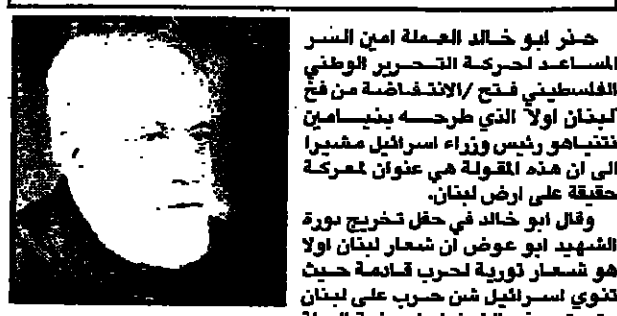 حذر ابو خالد العملة امين السر
المساعد لحركة التحرير الوطني
الفلسطيني فتح /الانتفاضة من فخ
لبنان اولا الذي طرحه بنيامين
نتنياهو رئيس وزراء اسرائيل مشيرا
الى ان هذه المقولة هي عنوان لمعركة
حقيقة على ارض لبنان.
وقال ابو خالد في حفل تخريج دورة
الشهيد ابو عوض ان شعار لبنان اولا
هو شعار تورية لحرب قادمة حيث
تنوي اسرائيل شن حرب على لبنان